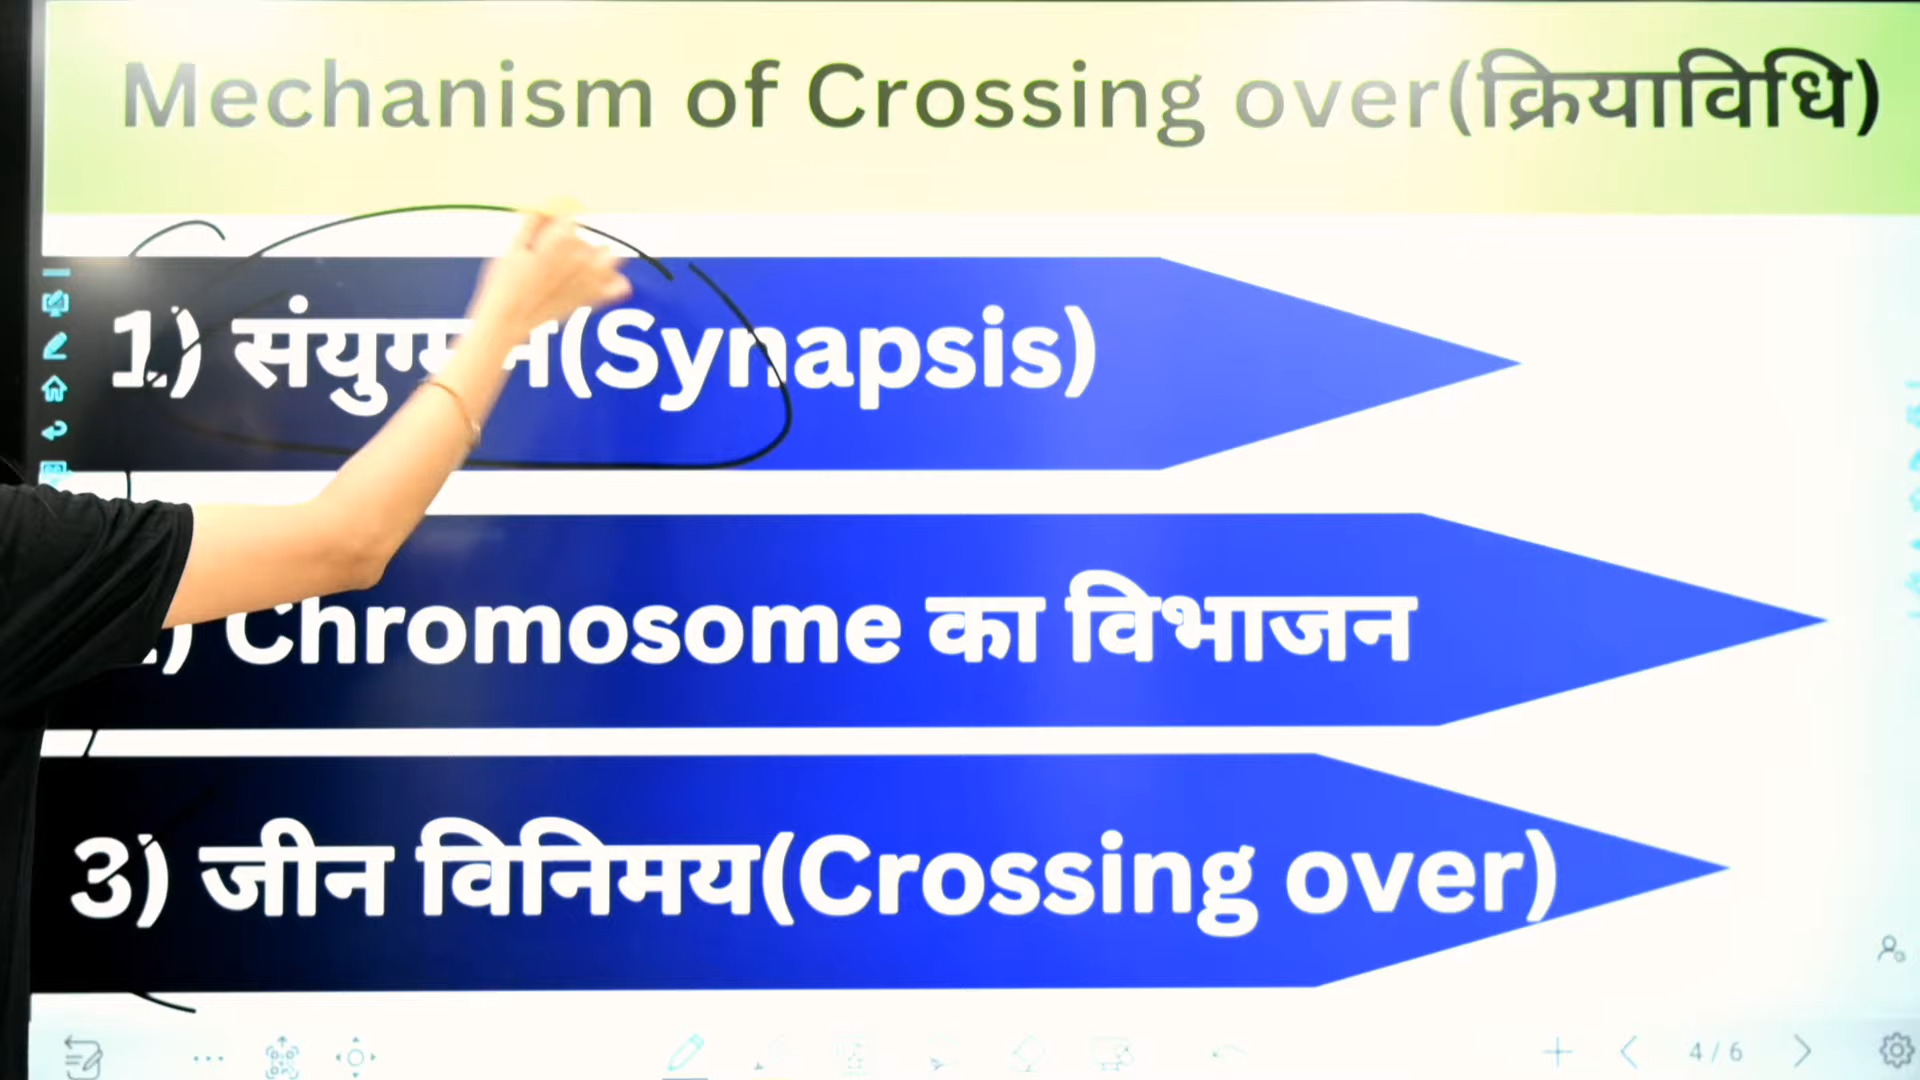 Mechanism of Crossing over(क्रियाविधि)
1) (Synapsis)
) Chromosome का विभाजन
3) जीन विनिमय(Crossing over)
4/6